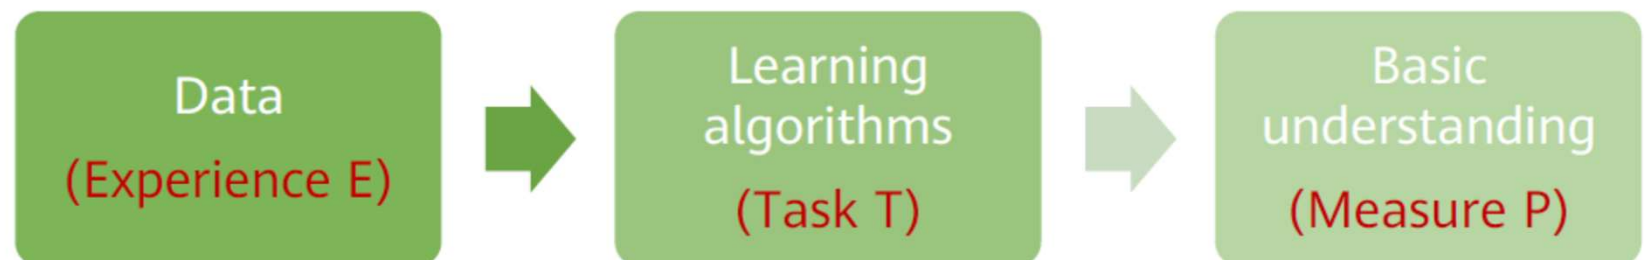 Data
(Experience E)
Learning
algorithms
(Task T)
Basic
understanding
(Measure P)